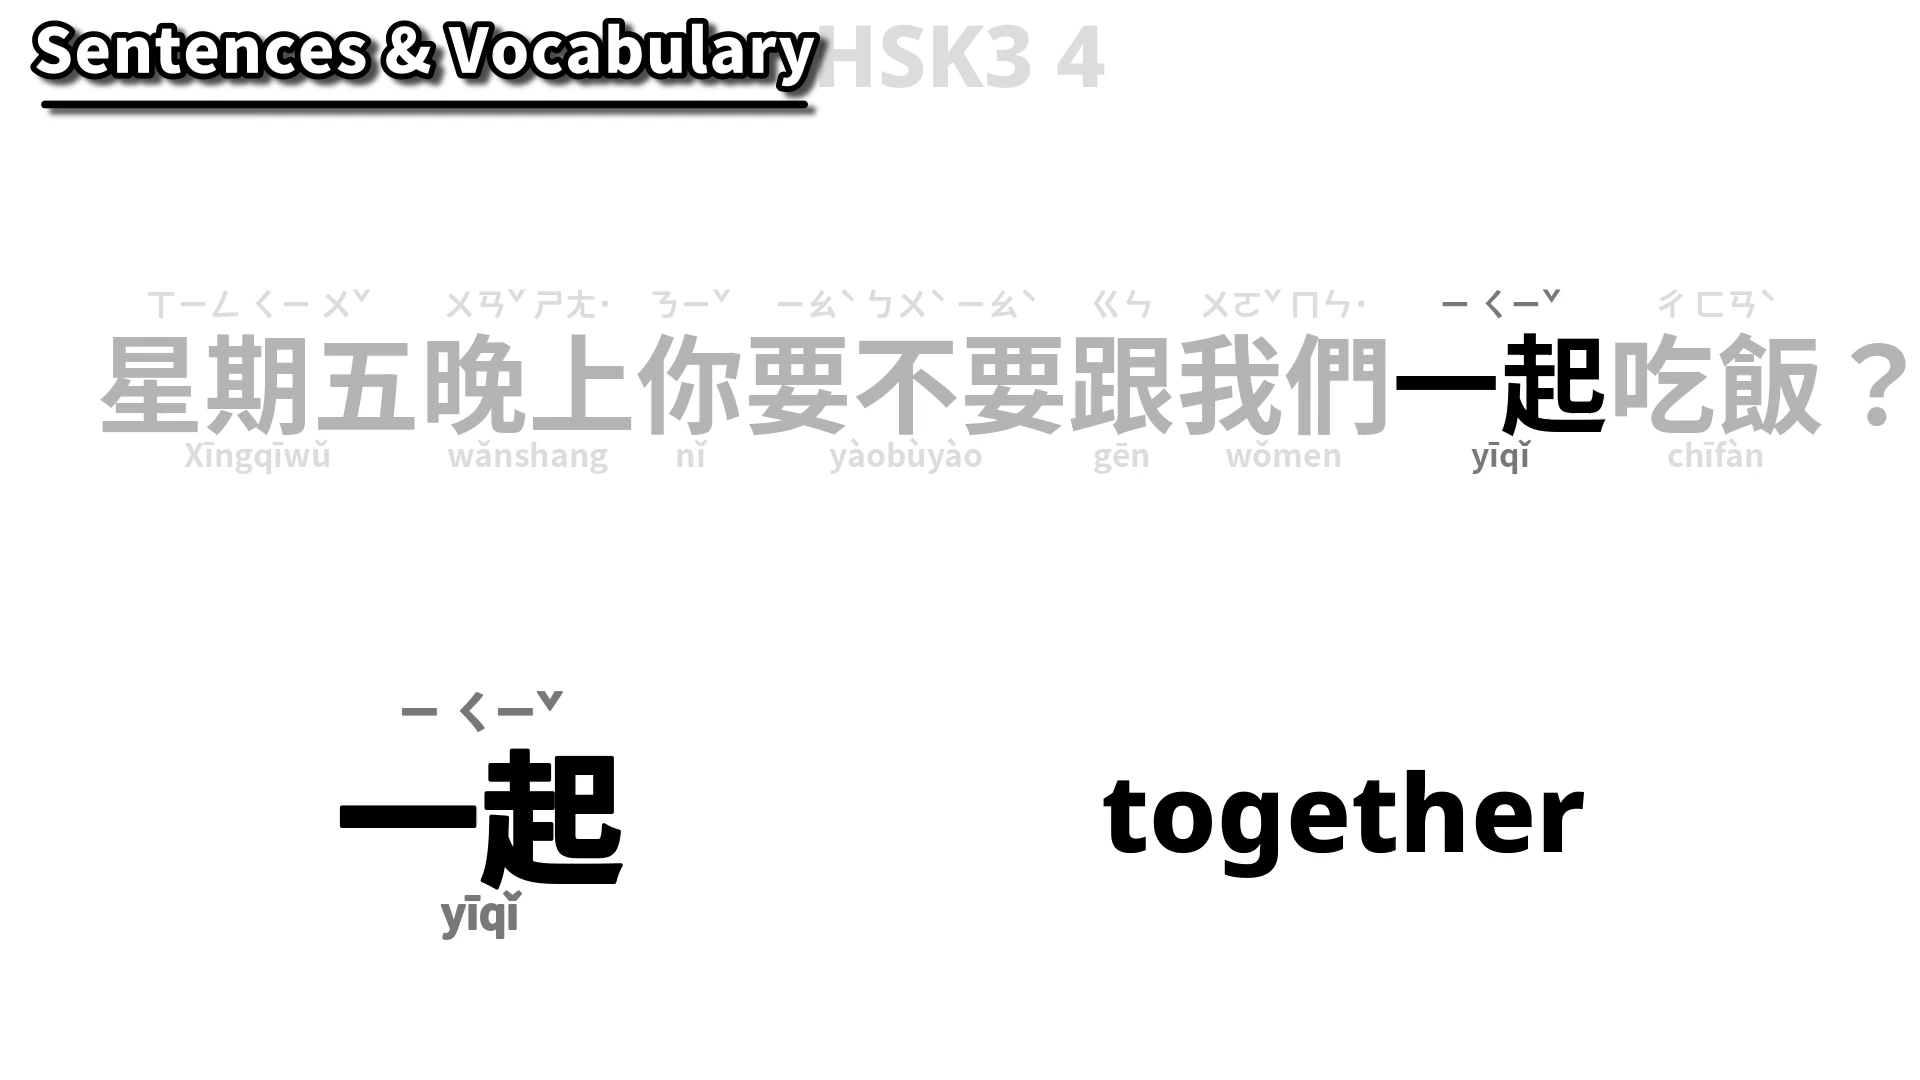 Sentences & Vocabulary HSK3 4
ㄒㄧㄥ ㄑㄧ ㄨˇ ㄨㄢˇ ㄕㄤ· ㄋㄧˇ ㄧㄠˋ ㄅㄨˋ ㄧㄠˋ ㄍㄣ ㄨㄛˇ ㄇㄣ· ㄧ ㄑㄧˇ ㄔ ㄈㄢˋ
星期五晚上你要不要跟我們一起吃飯？
Xīngqīwǔ wǎnshang nǐ yàobùyào gēn wǒmen yīqǐ chīfàn
ㄧ ㄑㄧˇ
一起
yīqǐ
together